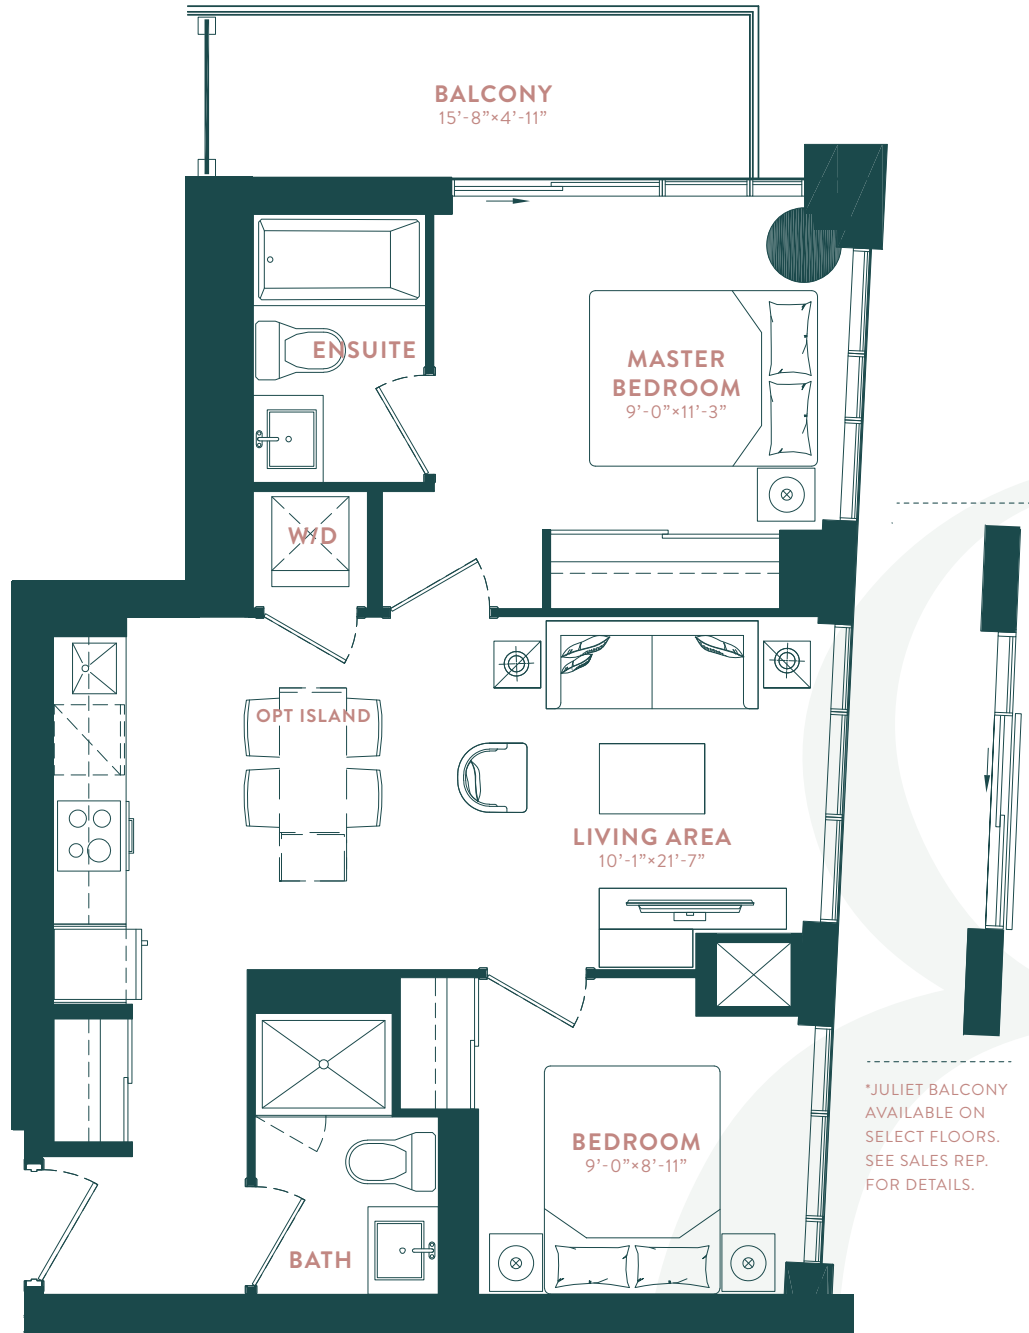 BALCONY
15’-8”×4’-11”
ENSUITE
MASTER
BEDROOM
9’-0”×11’-3”
W/D
OPT ISLAND
LIVING AREA
10’-1”×21’-7”
BEDROOM
9’-0”×8’-11”
BATH
*JULIET BALCONY
AVAILABLE ON
SELECT FLOORS.
SEE SALES REP.
FOR DETAILS.